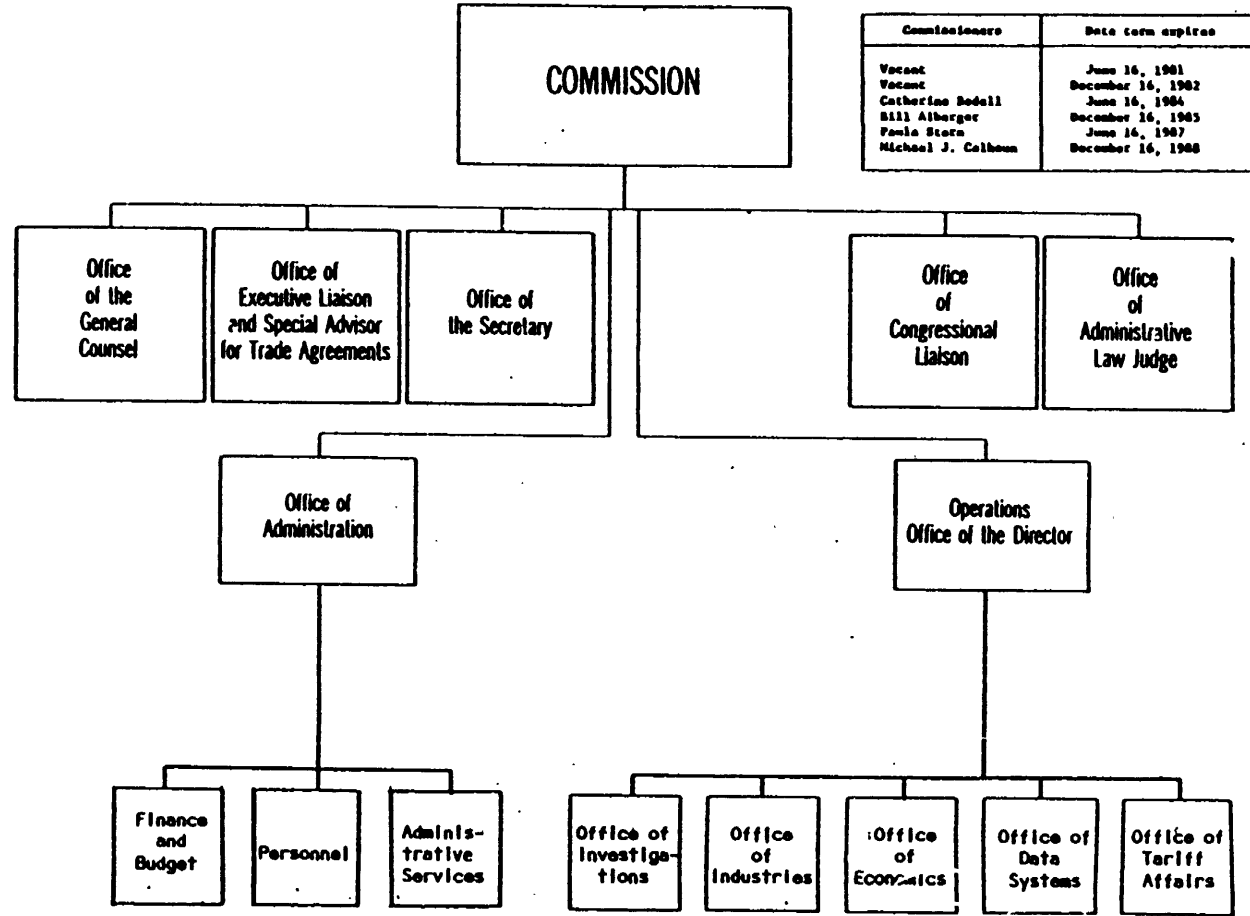 COMMISSION
Commissioners Date term expires
Vacant June 16, 1981
Vacant December 16, 1982
Catherine Bedell June 16, 1984
Bill Alberger December 16, 1985
Paula Stern June 16, 1987
Michael J. Calhoun December 16, 1988
Office
of the
General
Counsel
Office of
Executive Liaison
and Special Advisor
for Trade Agreements
Office of
the Secretary
Office
of
Congressional
Liaison
Office
of
Administrative
Law Judge
Office of
Administration
Operations
Office of the Director
Finance
and
Budget
Personnel
Adminis-
trative
Services
Office of
Investiga-
tions
Office
of
Industries
Office
of
Economics
Office of
Data
Systems
Office of
Tariff
Affairs